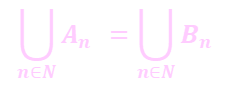 ⋃_{n∈N} A_n = ⋃_{n∈N} B_n